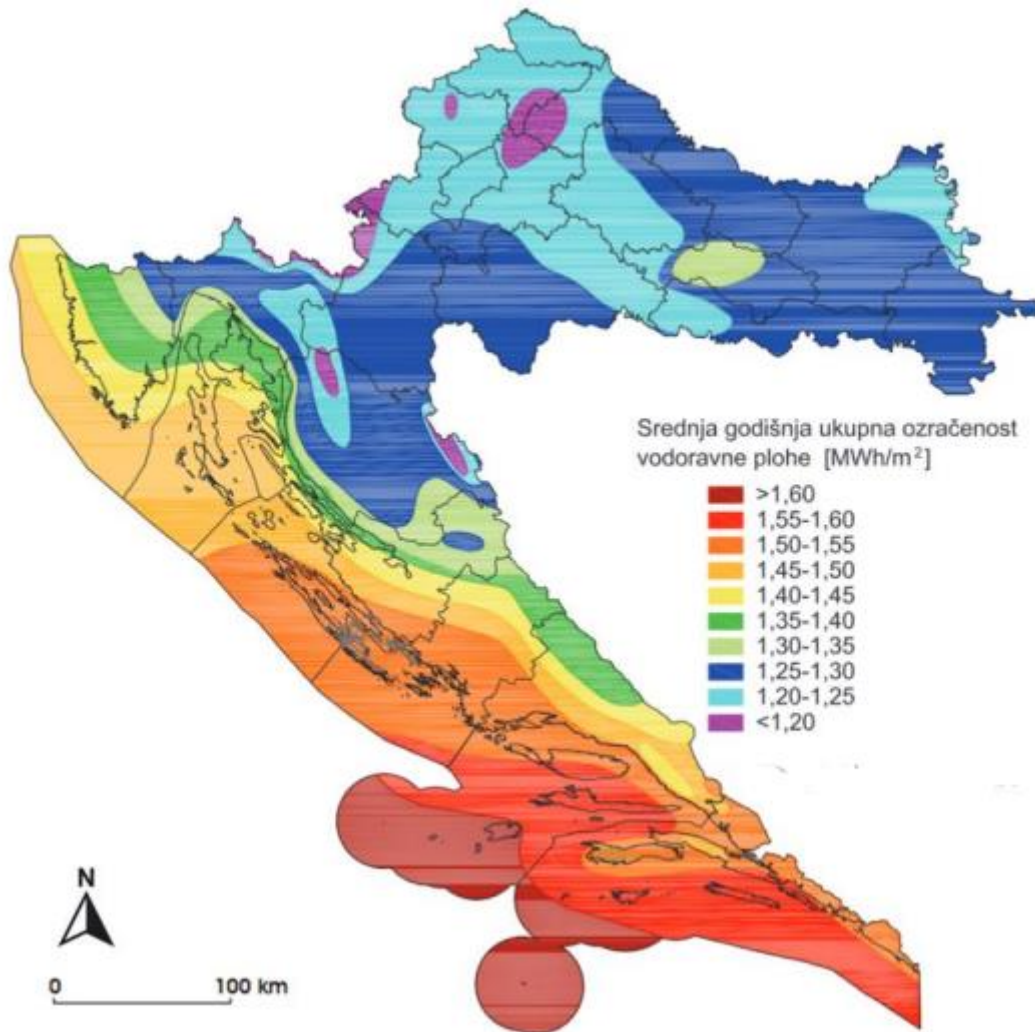 Srednja godišnja ukupna ozračenost
vodoravne plohe [MWh/m²]
>1,60
1,55-1,60
1,50-1,55
1,45-1,50
1,40-1,45
1,35-1,40
1,30-1,35
1,25-1,30
1,20-1,25
<1,20
N
0 100 km